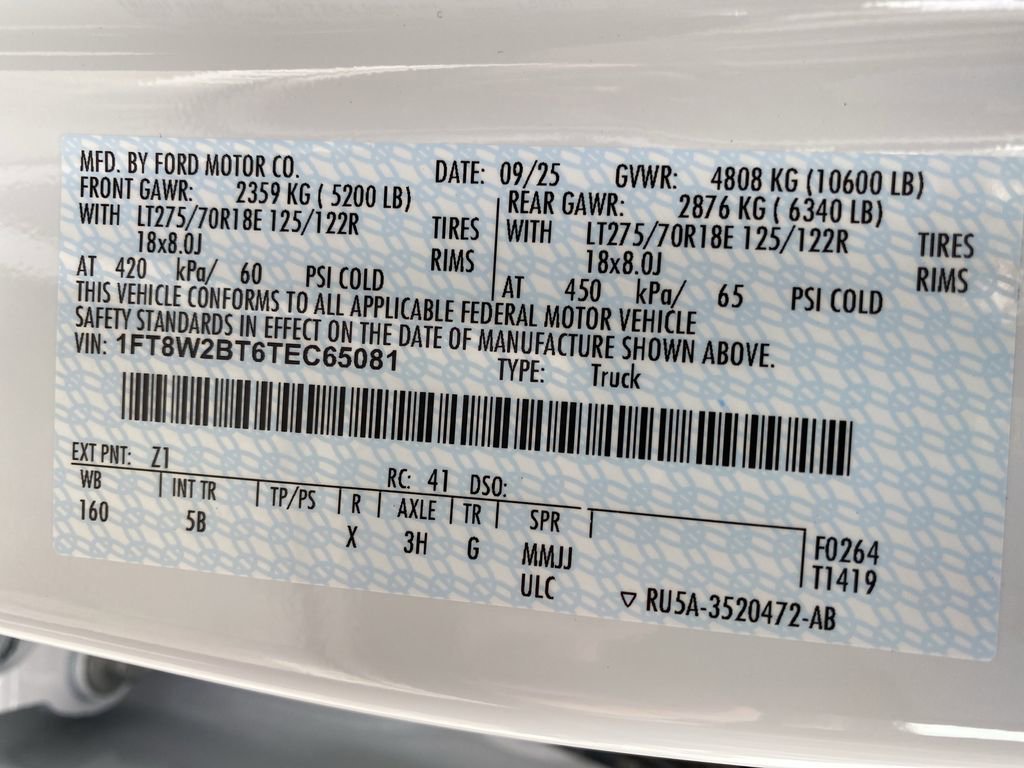 MFD. BY FORD MOTOR CO. DATE: 09/25 GVWR: 4808 KG (10600 LB)
FRONT GAWR: 2359 KG ( 5200 LB) REAR GAWR: 2876 KG ( 6340 LB)
WITH LT275/70R18E 125/122R TIRES WITH LT275/70R18E 125/122R TIRES
18x8.0J RIMS 18x8.0J RIMS
AT 420 kPa/ 60 PSI COLD AT 450 kPa/ 65 PSI COLD
THIS VEHICLE CONFORMS TO ALL APPLICABLE FEDERAL MOTOR VEHICLE
SAFETY STANDARDS IN EFFECT ON THE DATE OF MANUFACTURE SHOWN ABOVE.
VIN: 1FT8W2BT6TEC65081 TYPE: Truck
EXT PNT: Z1 RC: 41 DSO:
WB INT TR TP/PS R AXLE TR SPR
160 5B X 3H G MMJJ F0264
ULC T1419
▽ RU5A-3520472-AB